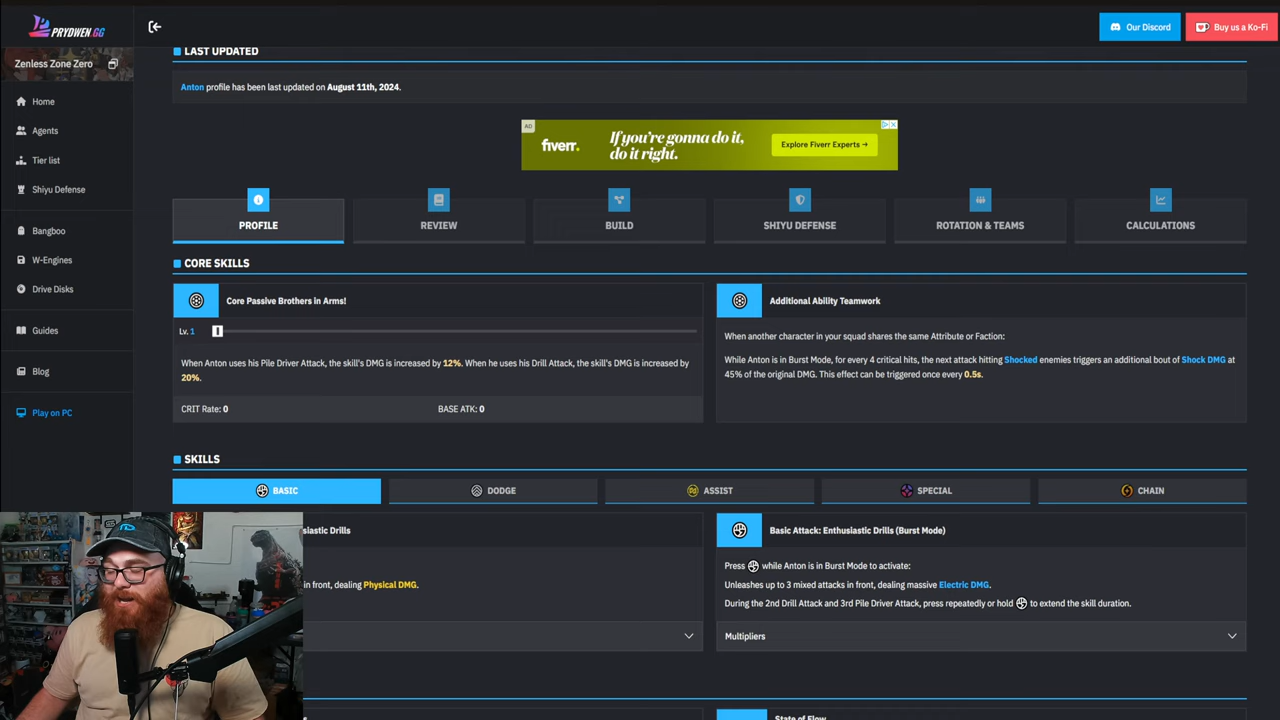 PRYDWEN.GG
Our Discord
Buy us a Ko-Fi
Zenless Zone Zero
Home
Agents
Tier list
Shiyu Defense
Bangboo
W-Engines
Drive Disks
Guides
Blog
Play on PC
LAST UPDATED
Anton profile has been last updated on August 11th, 2024.
AD
fiverr.
If you're gonna do it,
do it right.
Explore Fiverr Experts →
PROFILE
REVIEW
BUILD
SHIYU DEFENSE
ROTATION & TEAMS
CALCULATIONS
CORE SKILLS
Core Passive Brothers in Arms!
Lv. 1
When Anton uses his Pile Driver Attack, the skill's DMG is increased by 12%. When he uses his Drill Attack, the skill's DMG is increased by
20%.
CRIT Rate: 0
BASE ATK: 0
Additional Ability Teamwork
When another character in your squad shares the same Attribute or Faction:
While Anton is in Burst Mode, for every 4 critical hits, the next attack hitting Shocked enemies triggers an additional bout of Shock DMG at
45% of the original DMG. This effect can be triggered once every 0.5s.
SKILLS
BASIC
DODGE
ASSIST
SPECIAL
CHAIN
siastic Drills
in front, dealing Physical DMG.
Basic Attack: Enthusiastic Drills (Burst Mode)
Press while Anton is in Burst Mode to activate:
Unleashes up to 3 mixed attacks in front, dealing massive Electric DMG.
During the 2nd Drill Attack and 3rd Pile Driver Attack, press repeatedly or hold to extend the skill duration.
Multipliers
State of Flow